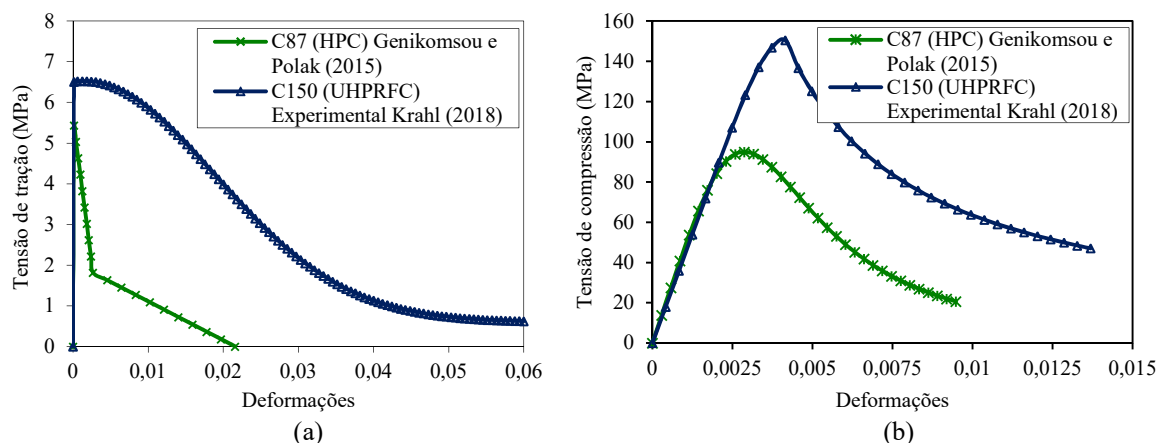 8
7
6
5
4
3
2
1
0
Tensão de tração (MPa)
C87 (HPC) Genikomsou e
Polak (2015)
C150 (UHPRFC)
Experimental Krahl (2018)
0
0,01
0,02
0,03
0,04
0,05
0,06
Deformações
(a)
160
140
120
100
80
60
40
20
0
Tensão de compressão (MPa)
C87 (HPC) Genikomsou e
Polak (2015)
C150 (UHPRFC)
Experimental Krahl (2018)
0
0,0025
0,005
0,0075
0,01
0,0125
0,015
Deformações
(b)